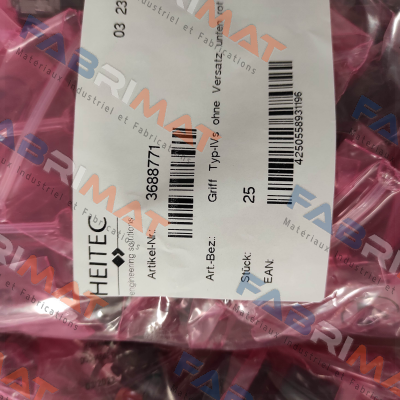 HEITEC
engineering solutions
03 23
Artikel-Nr.: 3688771
Art.-Bez.: Griff Typ-IVs ohne Versatz unten rot
Stück: 25
EAN: 4250558931196
FABRIMAT
Materiaux Industriel et Fabrications